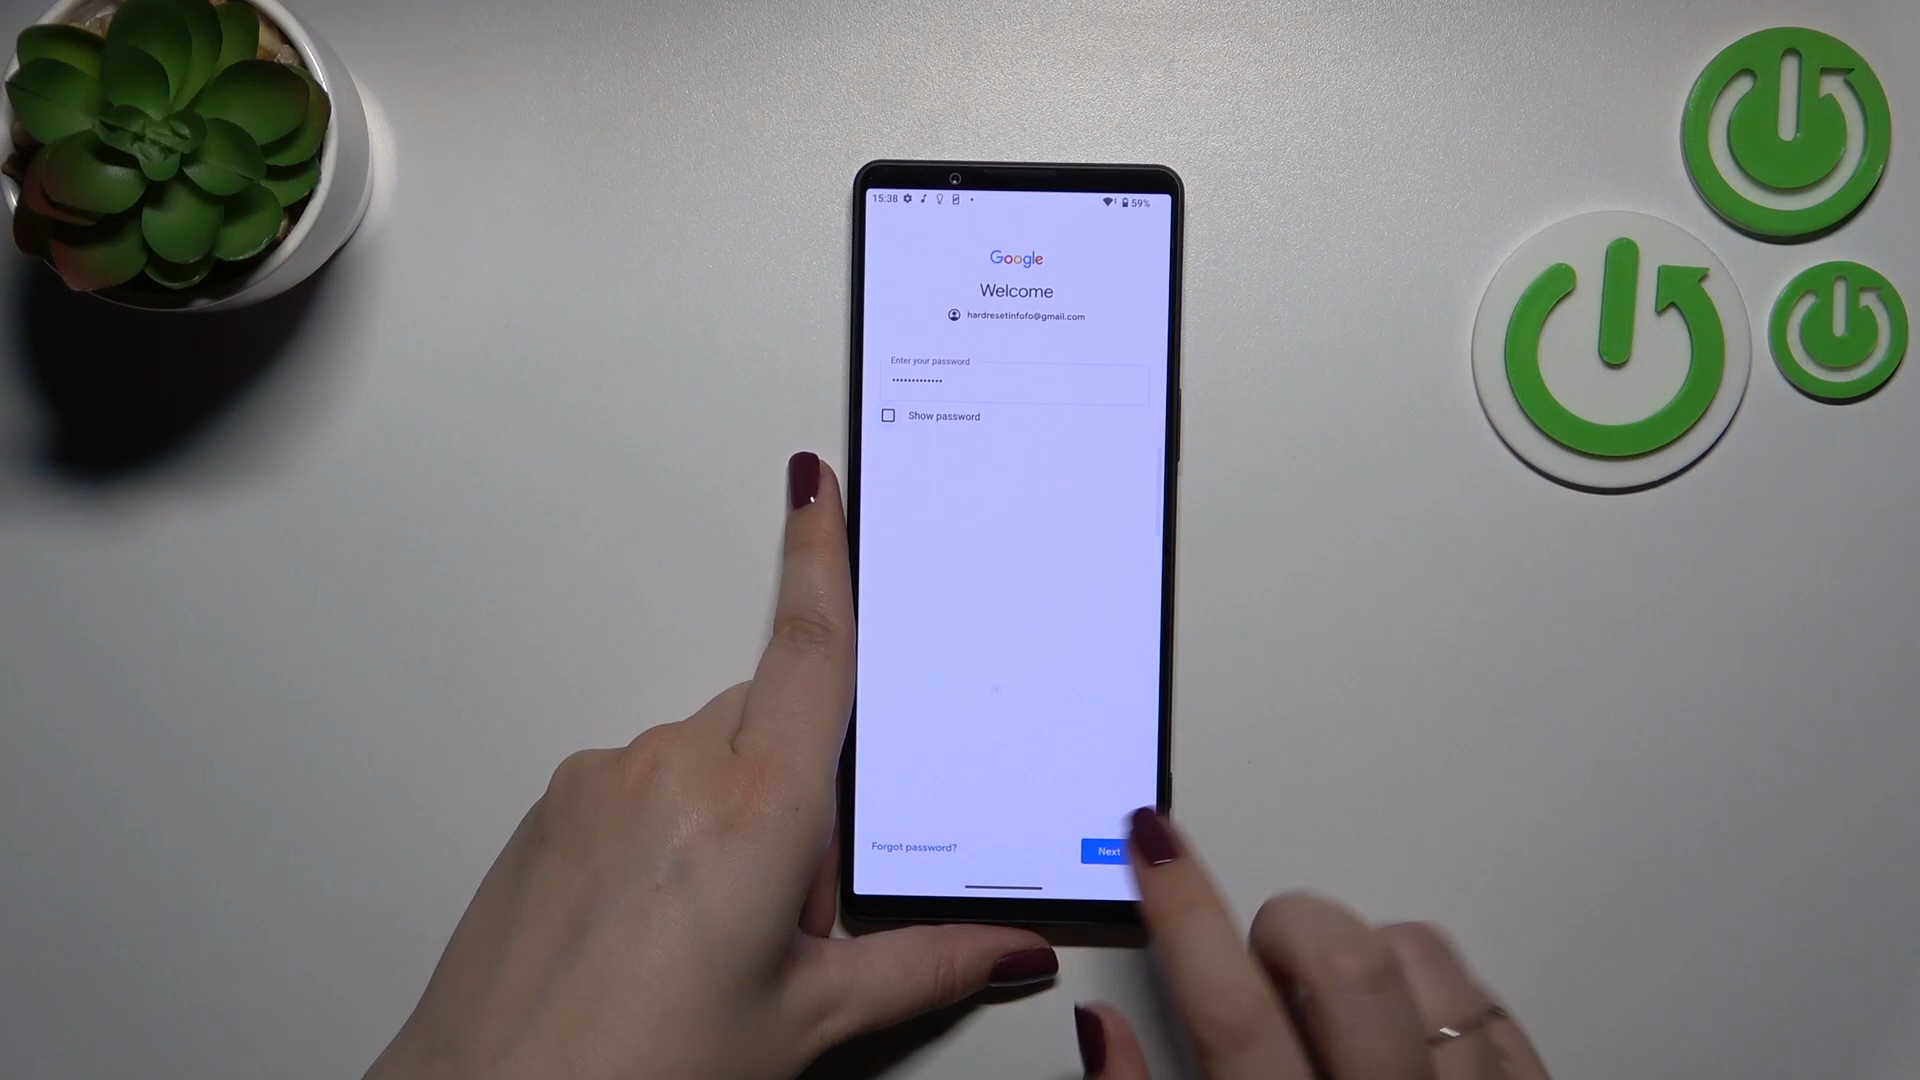 15:38
59%
Google
Welcome
hardresetinfofo@gmail.com
Enter your password
•••••••••••••
Show password
Forgot password?
Next